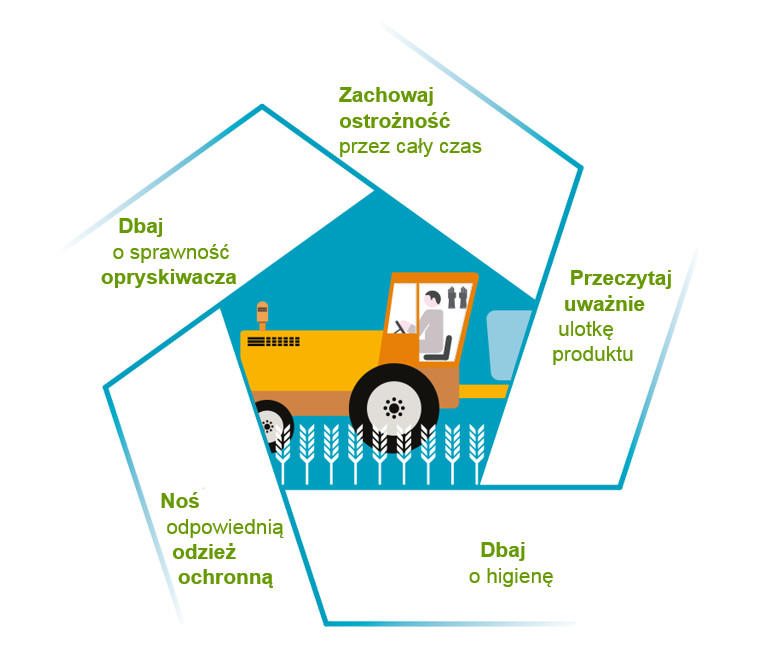 Zachowaj
ostrożność
przez cały czas
Przeczytaj
uważnie
ulotkę
produktu
Dbaj
o higienę
Noś
odpowiednią
odzież
ochronną
Dbaj
o sprawność
opryskiwacza